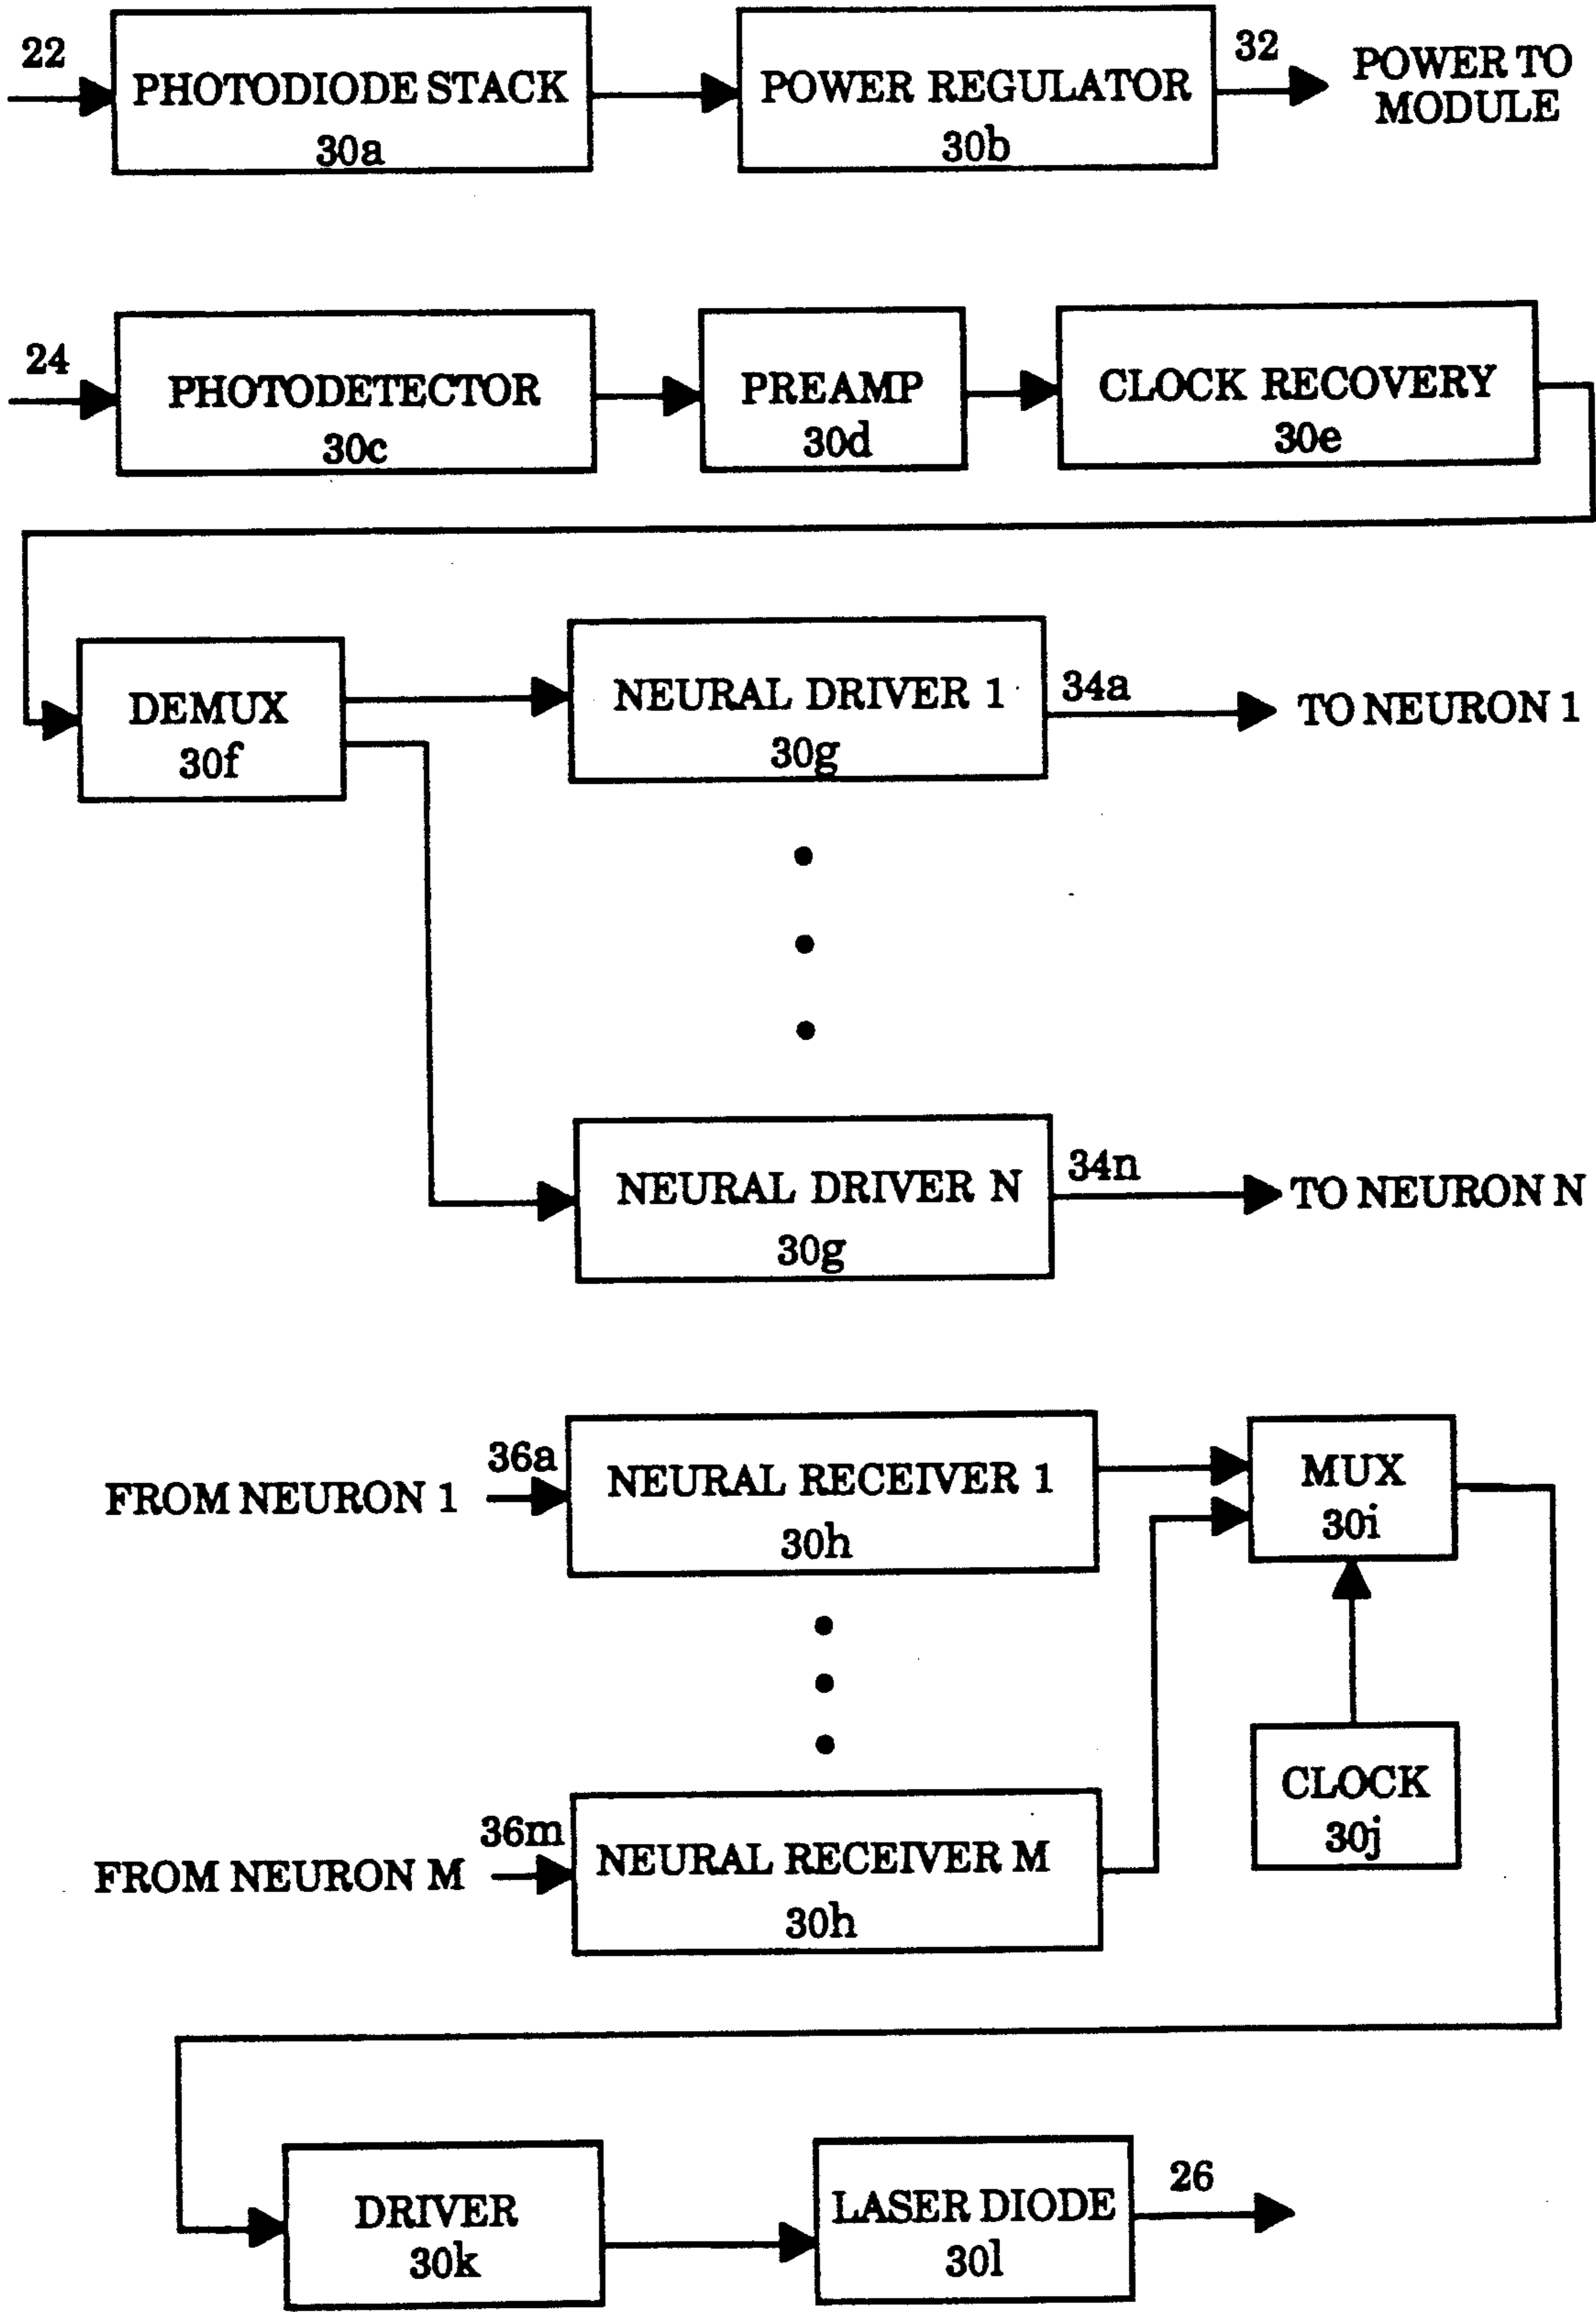 22
PHOTODIODE STACK
30a
POWER REGULATOR
30b
32
POWER TO
MODULE
24
PHOTODETECTOR
30c
PREAMP
30d
CLOCK RECOVERY
30e
DEMUX
30f
NEURAL DRIVER 1
30g
34a
TO NEURON 1
NEURAL DRIVER N
30g
34n
TO NEURON N
FROM NEURON 1
36a
NEURAL RECEIVER 1
30h
MUX
30i
CLOCK
30j
FROM NEURON M
36m
NEURAL RECEIVER M
30h
DRIVER
30k
LASER DIODE
30l
26